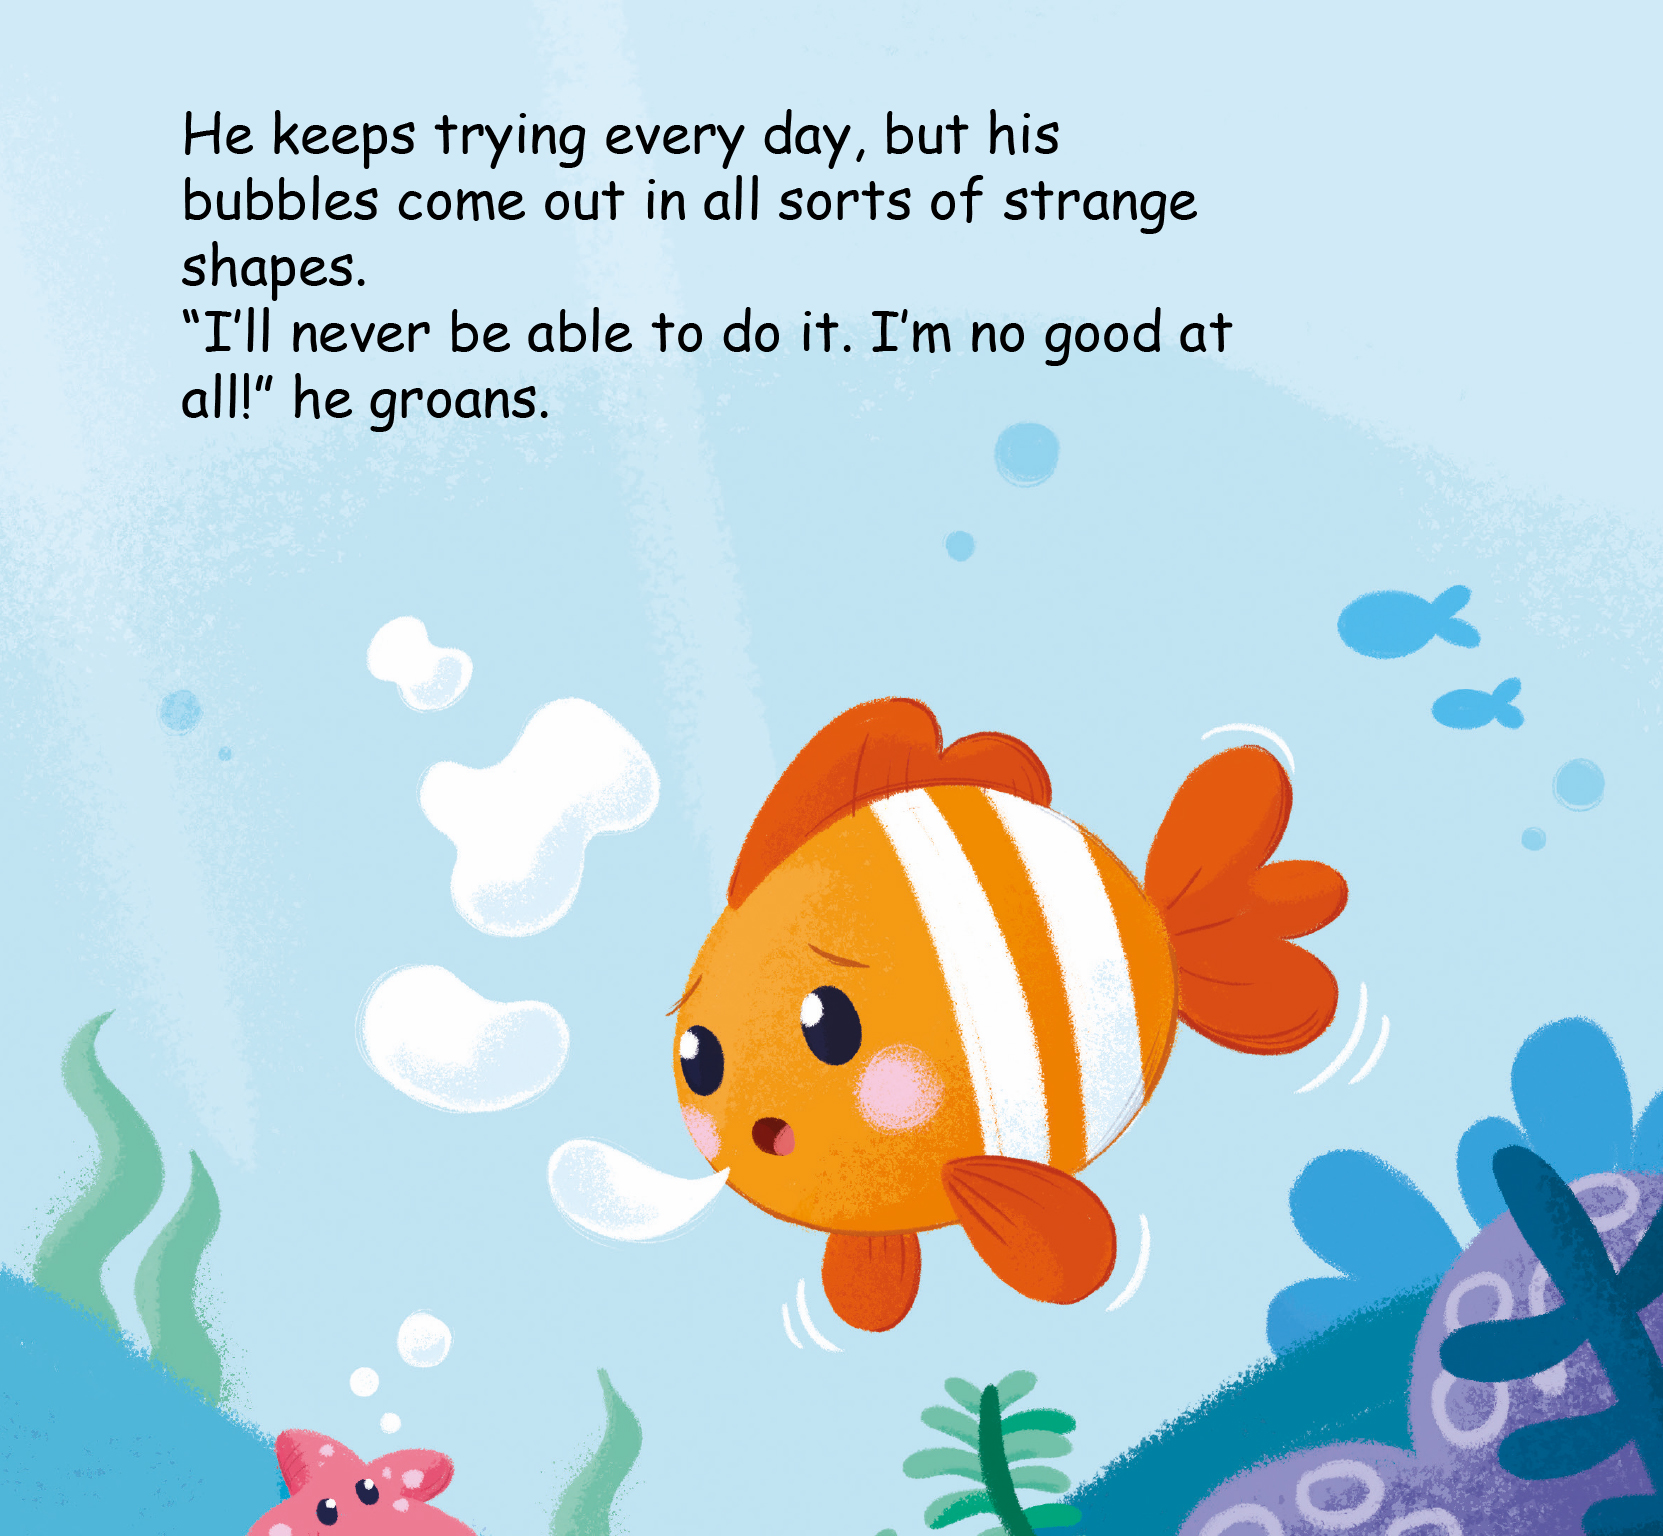 He keeps trying every day, but his
bubbles come out in all sorts of strange
shapes.
“I’ll never be able to do it. I’m no good at
all!” he groans.